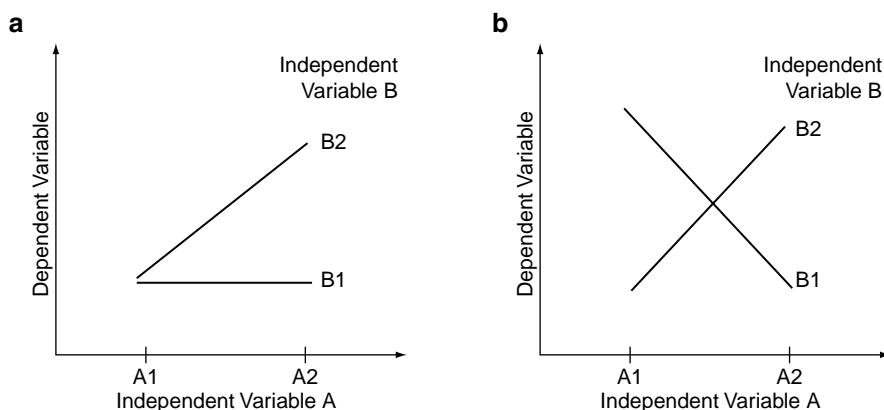 a
Independent
Variable B
B2
B1
Dependent Variable
A1 A2
Independent Variable A
b
Independent
Variable B
B2
B1
Dependent Variable
A1 A2
Independent Variable A